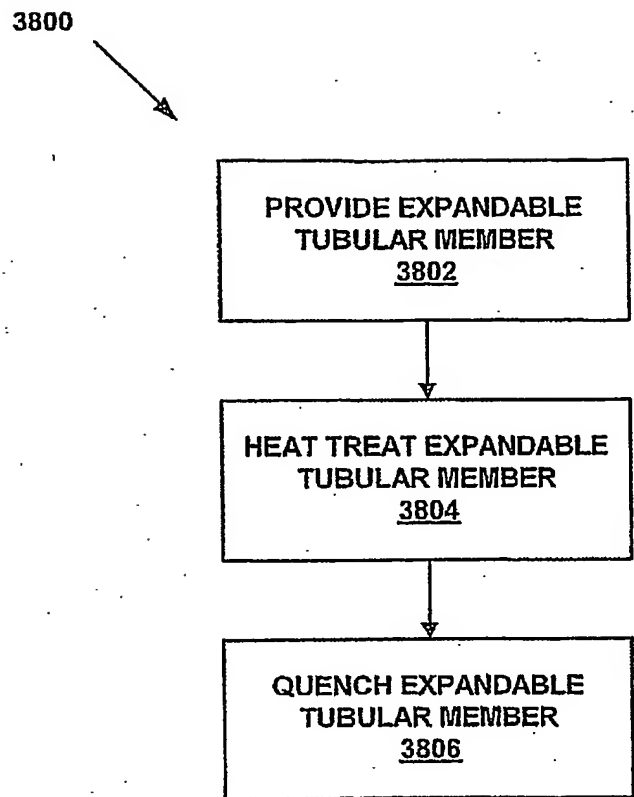 3800
PROVIDE EXPANDABLE
TUBULAR MEMBER
3802
HEAT TREAT EXPANDABLE
TUBULAR MEMBER
3804
QUENCH EXPANDABLE
TUBULAR MEMBER
3806